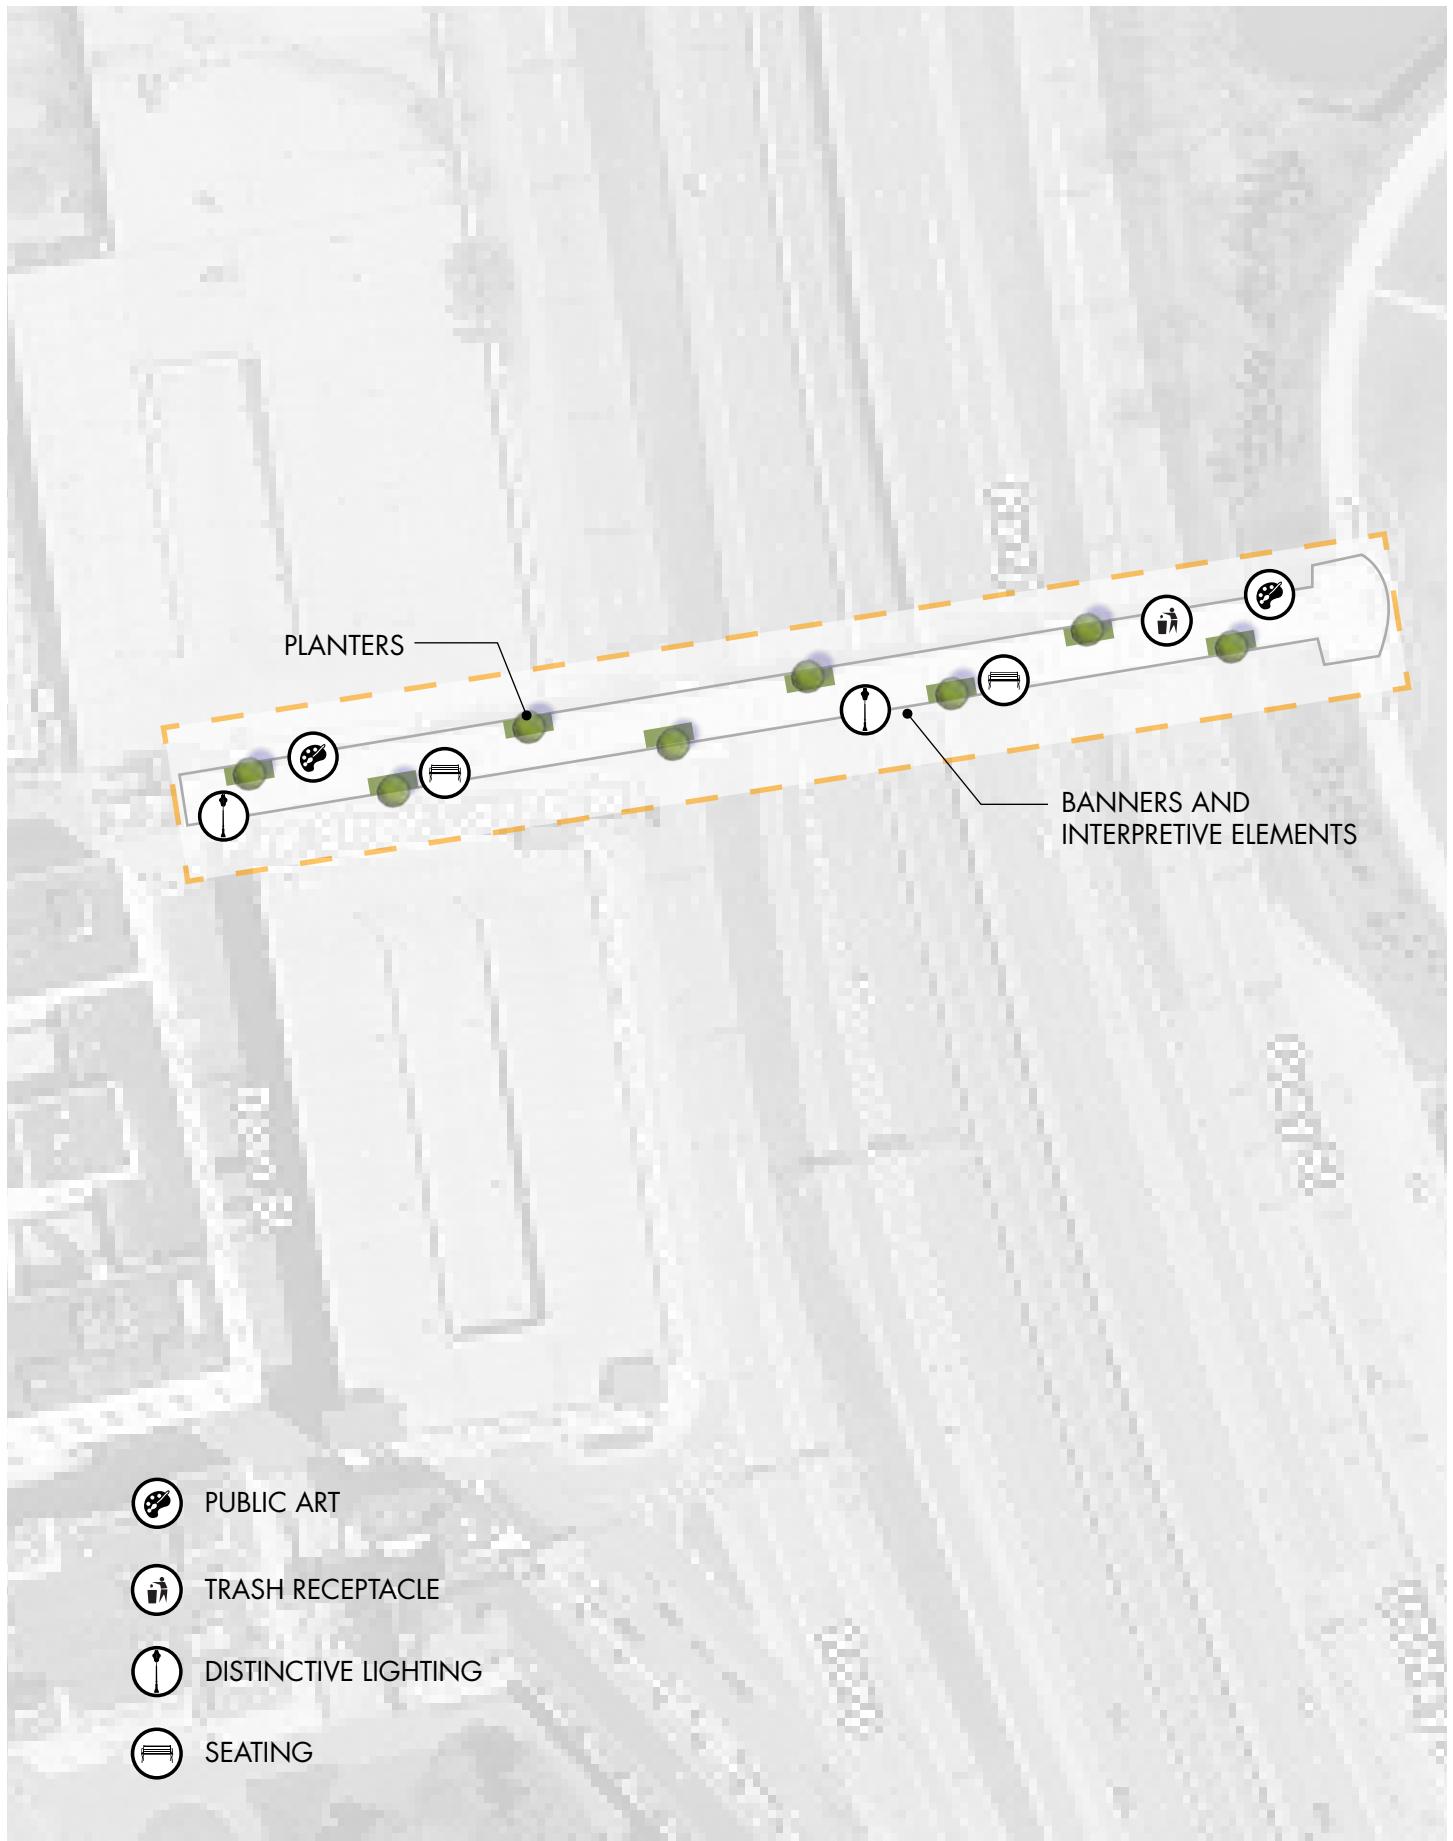 PLANTERS
BANNERS AND
INTERPRETIVE ELEMENTS
PUBLIC ART
TRASH RECEPTACLE
DISTINCTIVE LIGHTING
SEATING